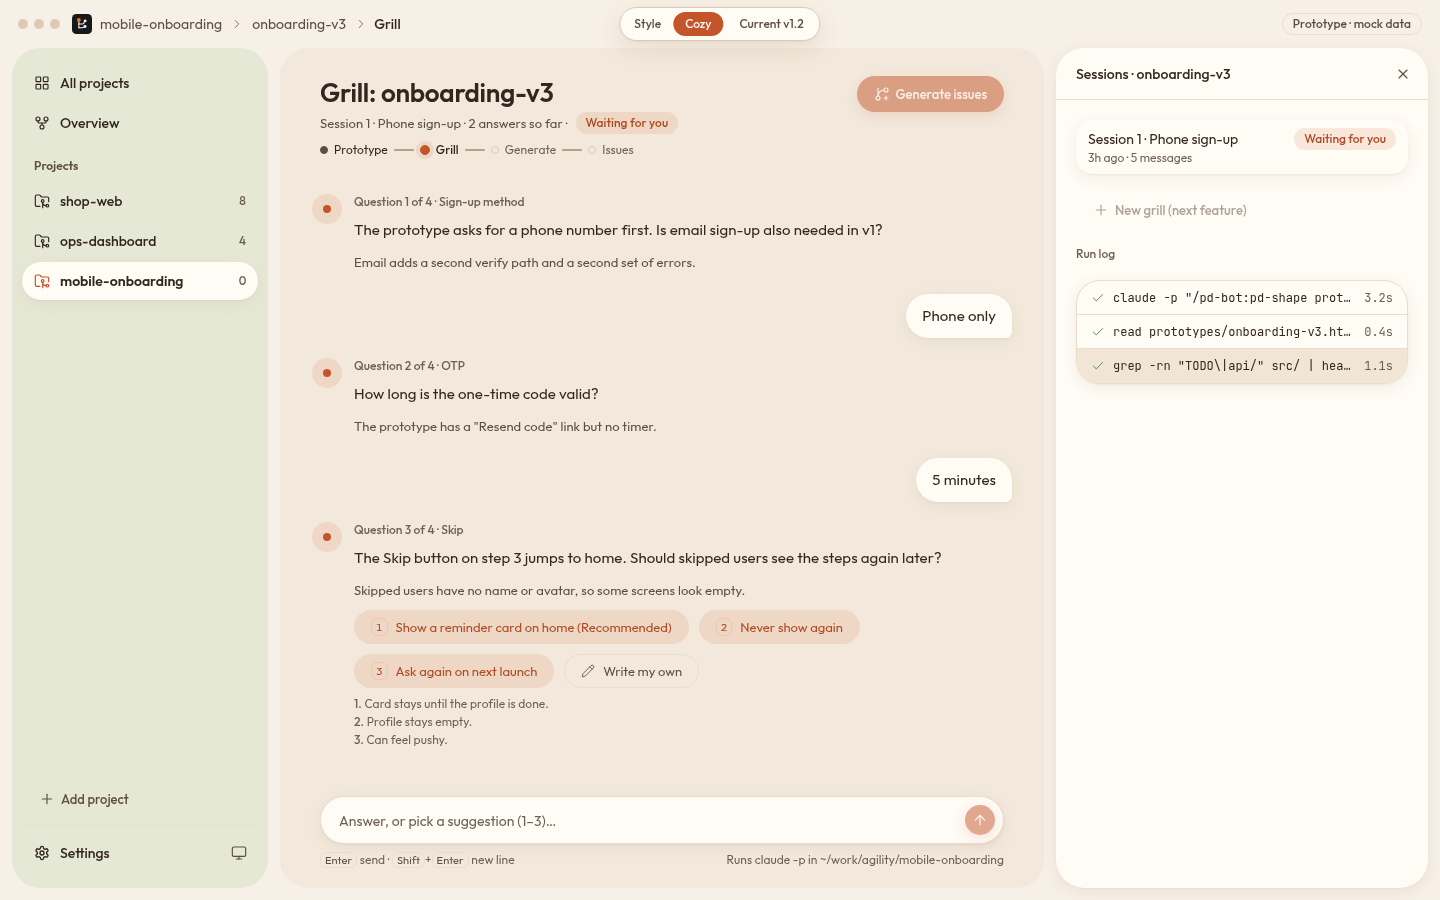 mobile-onboarding > onboarding-v3 > Grill
Style Cozy Current v1.2
Prototype · mock data
All projects
Overview
Projects
shop-web 8
ops-dashboard 4
mobile-onboarding 0
Add project
Settings
Grill: onboarding-v3
Generate issues
Session 1 · Phone sign-up · 2 answers so far · Waiting for you
Prototype Grill Generate Issues
Question 1 of 4 · Sign-up method
The prototype asks for a phone number first. Is email sign-up also needed in v1?
Email adds a second verify path and a second set of errors.
Phone only
Question 2 of 4 · OTP
How long is the one-time code valid?
The prototype has a "Resend code" link but no timer.
5 minutes
Question 3 of 4 · Skip
The Skip button on step 3 jumps to home. Should skipped users see the steps again later?
Skipped users have no name or avatar, so some screens look empty.
1 Show a reminder card on home (Recommended) 2 Never show again
3 Ask again on next launch Write my own
1. Card stays until the profile is done.
2. Profile stays empty.
3. Can feel pushy.
Answer, or pick a suggestion (1–3)…
Enter send · Shift + Enter new line
Runs claude -p in ~/work/agility/mobile-onboarding
Sessions · onboarding-v3
Session 1 · Phone sign-up Waiting for you
3h ago · 5 messages
New grill (next feature)
Run log
claude -p "/pd-bot:pd-shape prot… 3.2s
read prototypes/onboarding-v3.ht… 0.4s
grep -rn "TODO\|api/" src/ | hea… 1.1s